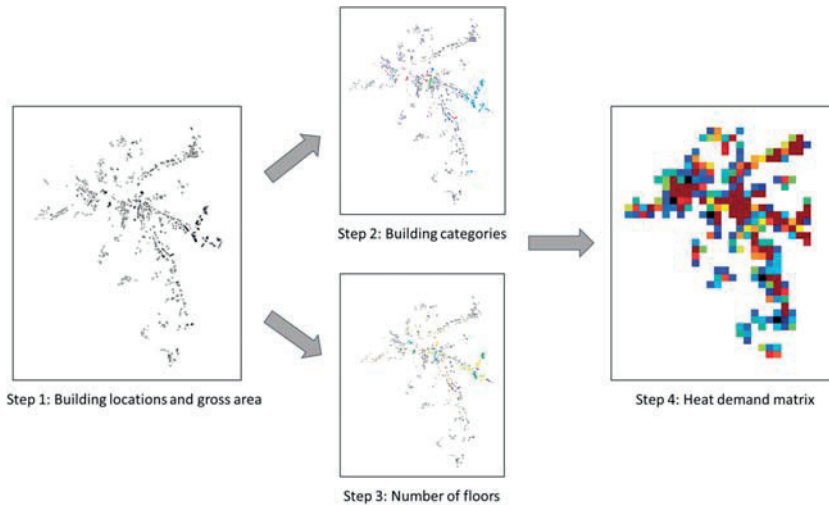 Step 1: Building locations and gross area
Step 2: Building categories
Step 3: Number of floors
Step 4: Heat demand matrix